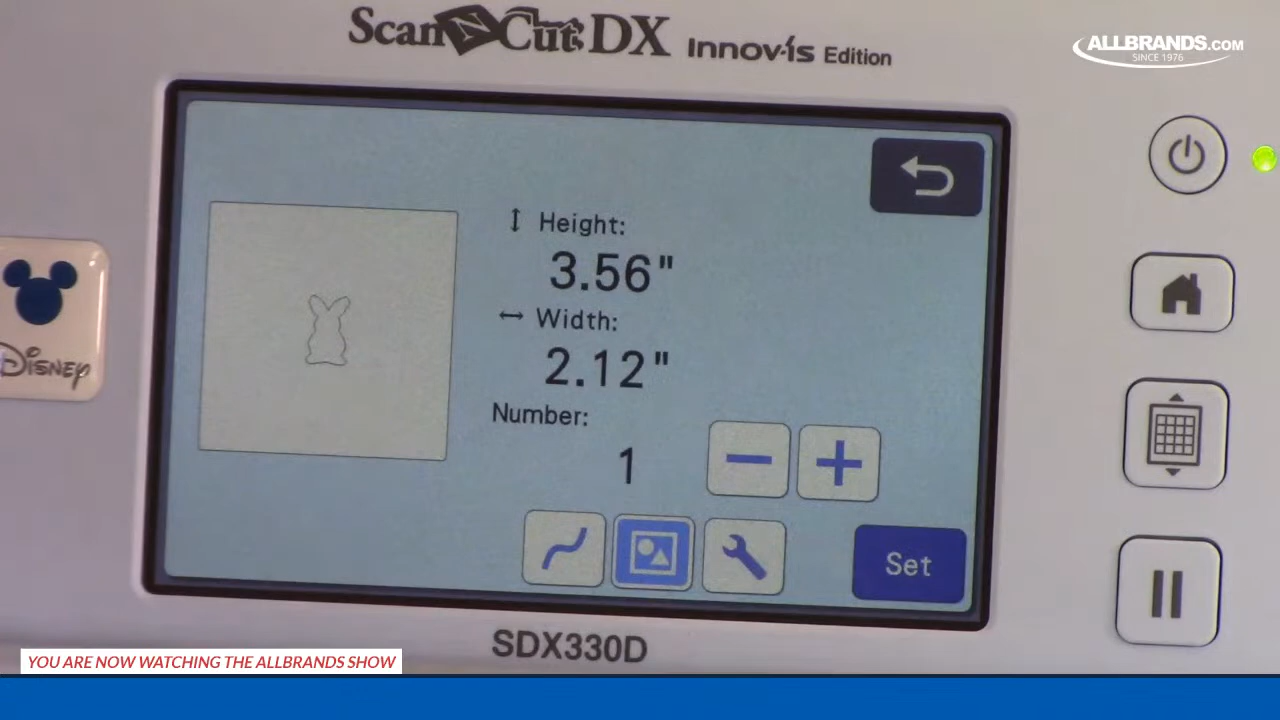 ScanNCut DX Innov-ís Edition
ALLBRANDS.COM
SINCE 1976
Height:
3.56"
Width:
2.12"
Number:
1
Set
Disney
SDX330D
YOU ARE NOW WATCHING THE ALLBRANDS SHOW